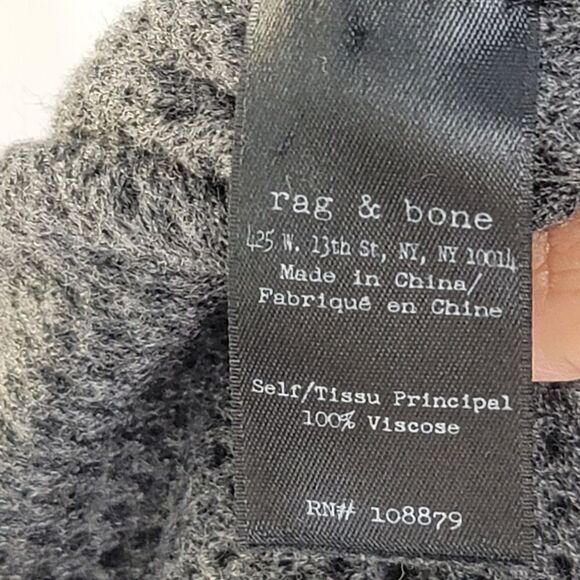 rag & bone
425 W. 13th St, NY, NY 10014
Made in China/
Fabriqué en Chine
Self/Tissu Principal
100% Viscose
RN# 108879